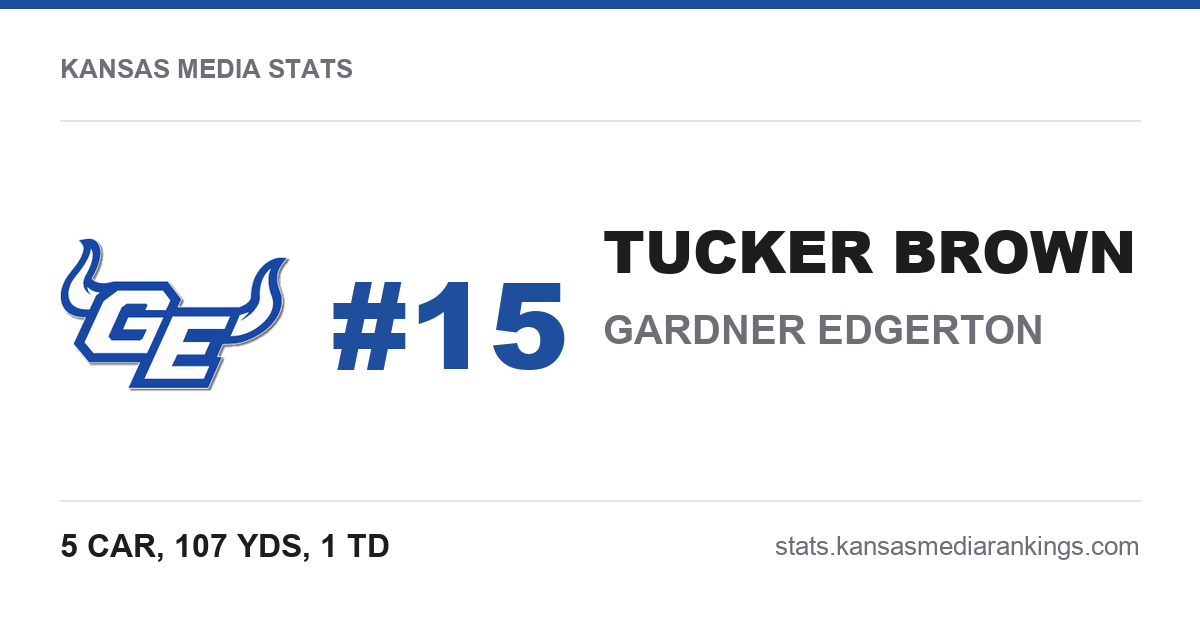 KANSAS MEDIA STATS
GE
#15
TUCKER BROWN
GARDNER EDGERTON
5 CAR, 107 YDS, 1 TD
stats.kansasmediarankings.com